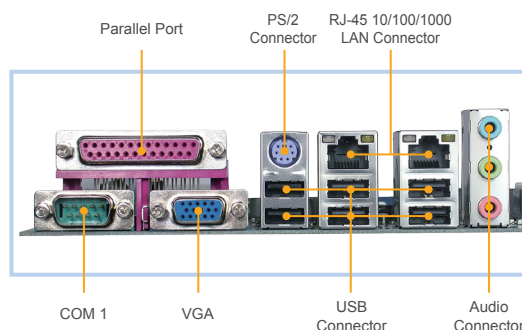 Parallel Port
PS/2
Connector
RJ-45 10/100/1000
LAN Connector
COM 1
VGA
USB
Connector
Audio
Connector